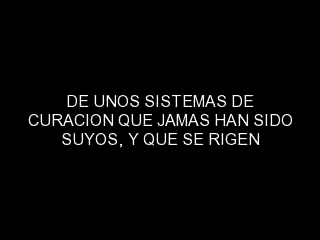 DE UNOS SISTEMAS DE
CURACION QUE JAMAS HAN SIDO
SUYOS, Y QUE SE RIGEN